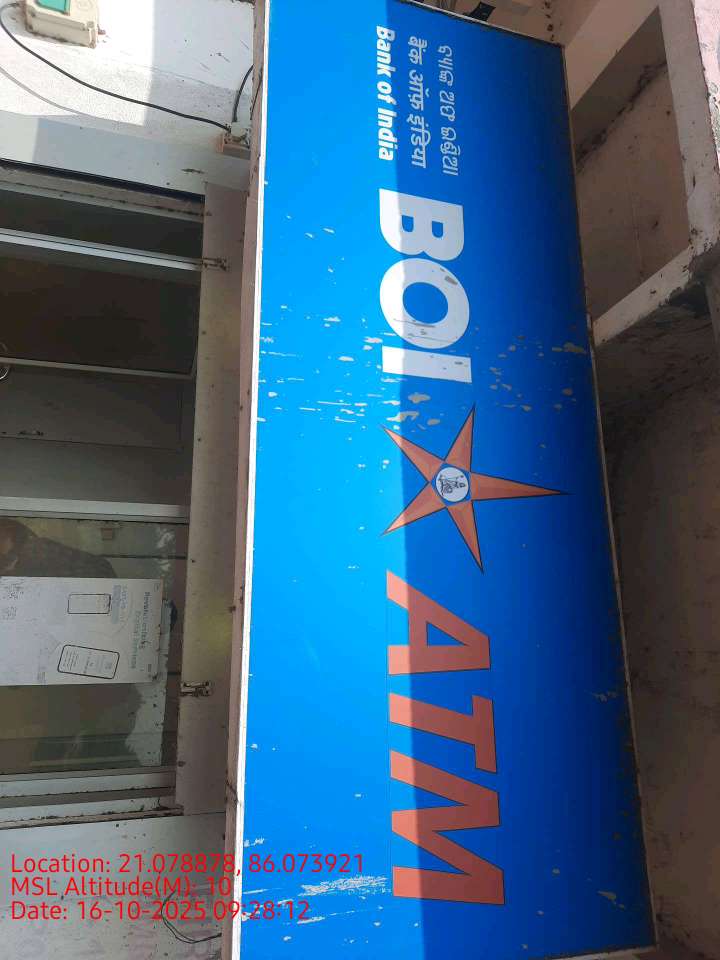 ବ୍ୟାଙ୍କ ଅଫ୍ ଇଣ୍ଡିଆ
बैंक ऑफ़ इंडिया
Bank of India
BOI
ATM
Location: 21.078878, 86.073921
MSL Altitude(M): 10
Date: 16-10-2025 09:28:12